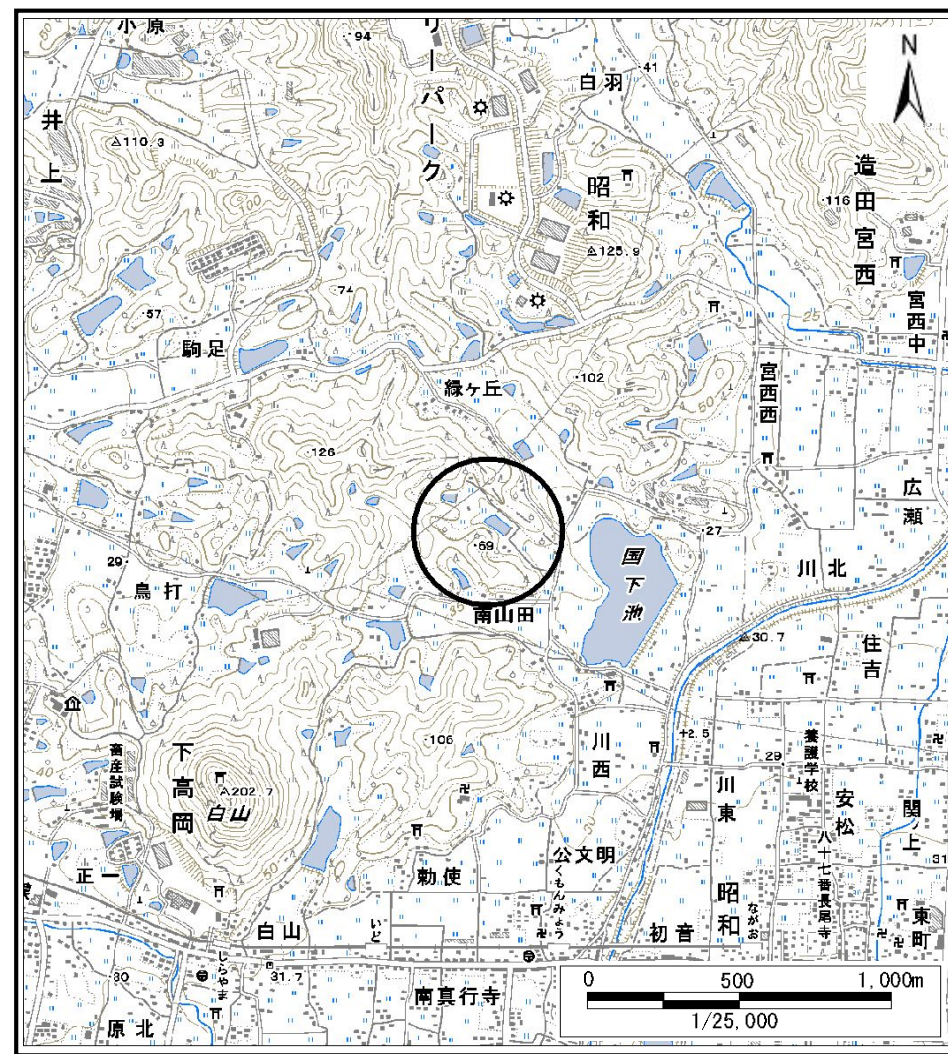 小原
94
リーパーク
白羽
41
N
井上
110.3
100
昭和
造田宮西
116
125.9
宮西中
74
57
駒足
25
102
緑ヶ丘
50
宮西西
126
広瀬
69
27
国下池
川北
29
鳥打
南山田
30.7
住吉
下高岡
106
川西
2.5
29
養護学校
畜産試験場
40
202.7
白山
川東
安松
関ノ上
正一
勅使
公文明
くもんみょう
八十七番長尾寺
31
50
昭和
ながお
東町
白山
いど
初音
しらやま
30
31.7
南真行寺
原北
0 500 1,000m
1/25,000